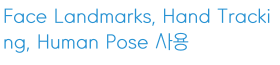 Face Landmarks, Hand Tracki
ng, Human Pose 사용